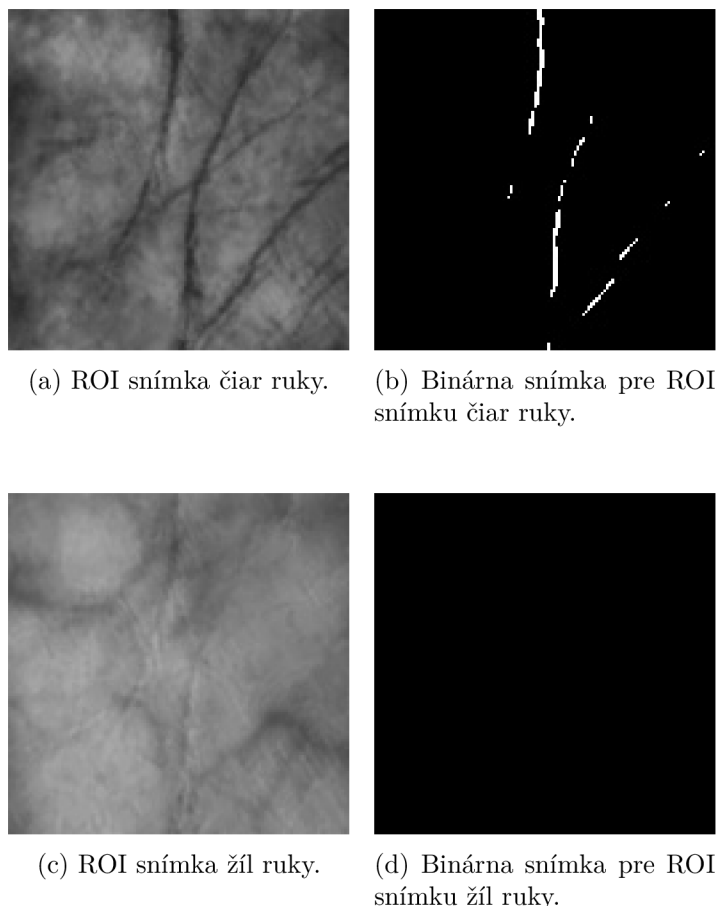 (a) ROI snímka čiar ruky.
(b) Binárna snímka pre ROI
snímku čiar ruky.
(c) ROI snímka žíl ruky.
(d) Binárna snímka pre ROI
snímku žíl ruky.